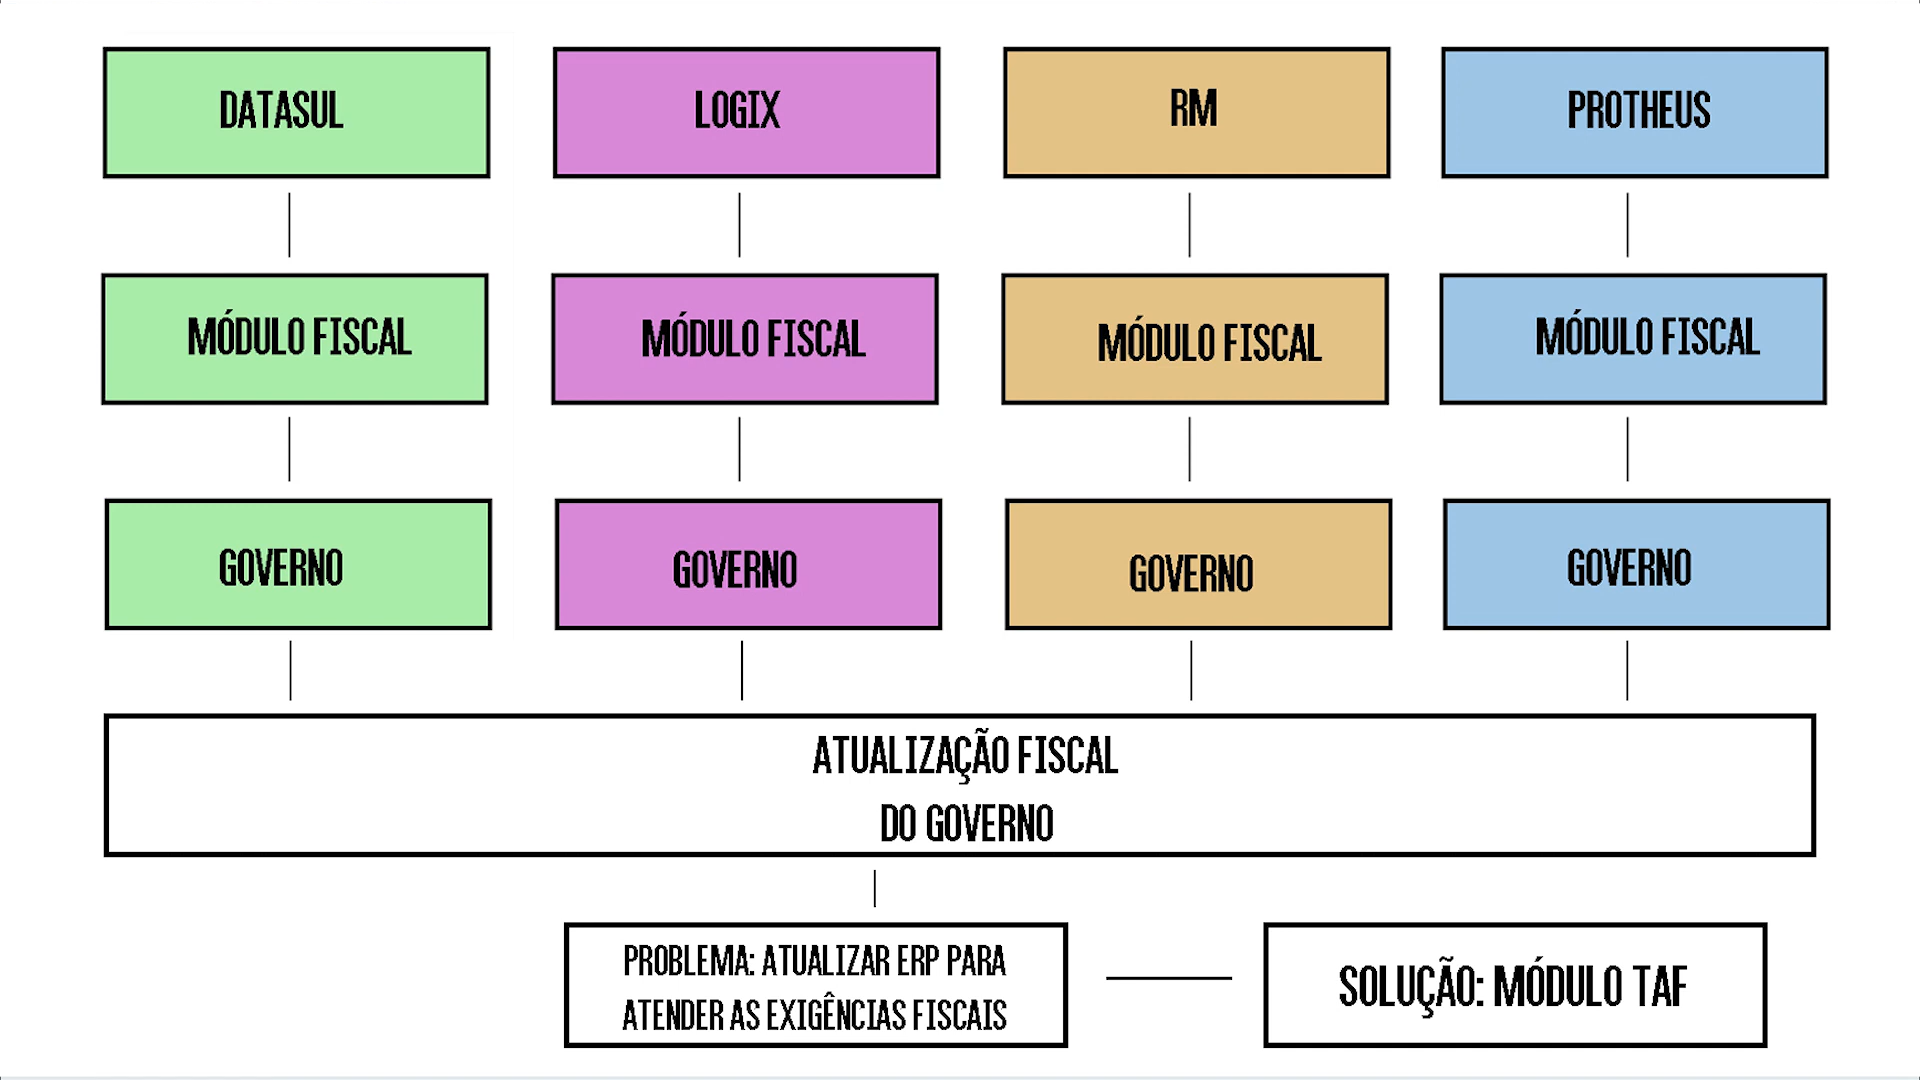 DATASUL
LOGIX
RM
PROTHEUS
MÓDULO FISCAL
MÓDULO FISCAL
MÓDULO FISCAL
MÓDULO FISCAL
GOVERNO
GOVERNO
GOVERNO
GOVERNO
ATUALIZAÇÃO FISCAL
DO GOVERNO
PROBLEMA: ATUALIZAR ERP PARA
ATENDER AS EXIGÊNCIAS FISCAIS
SOLUÇÃO: MÓDULO TAF